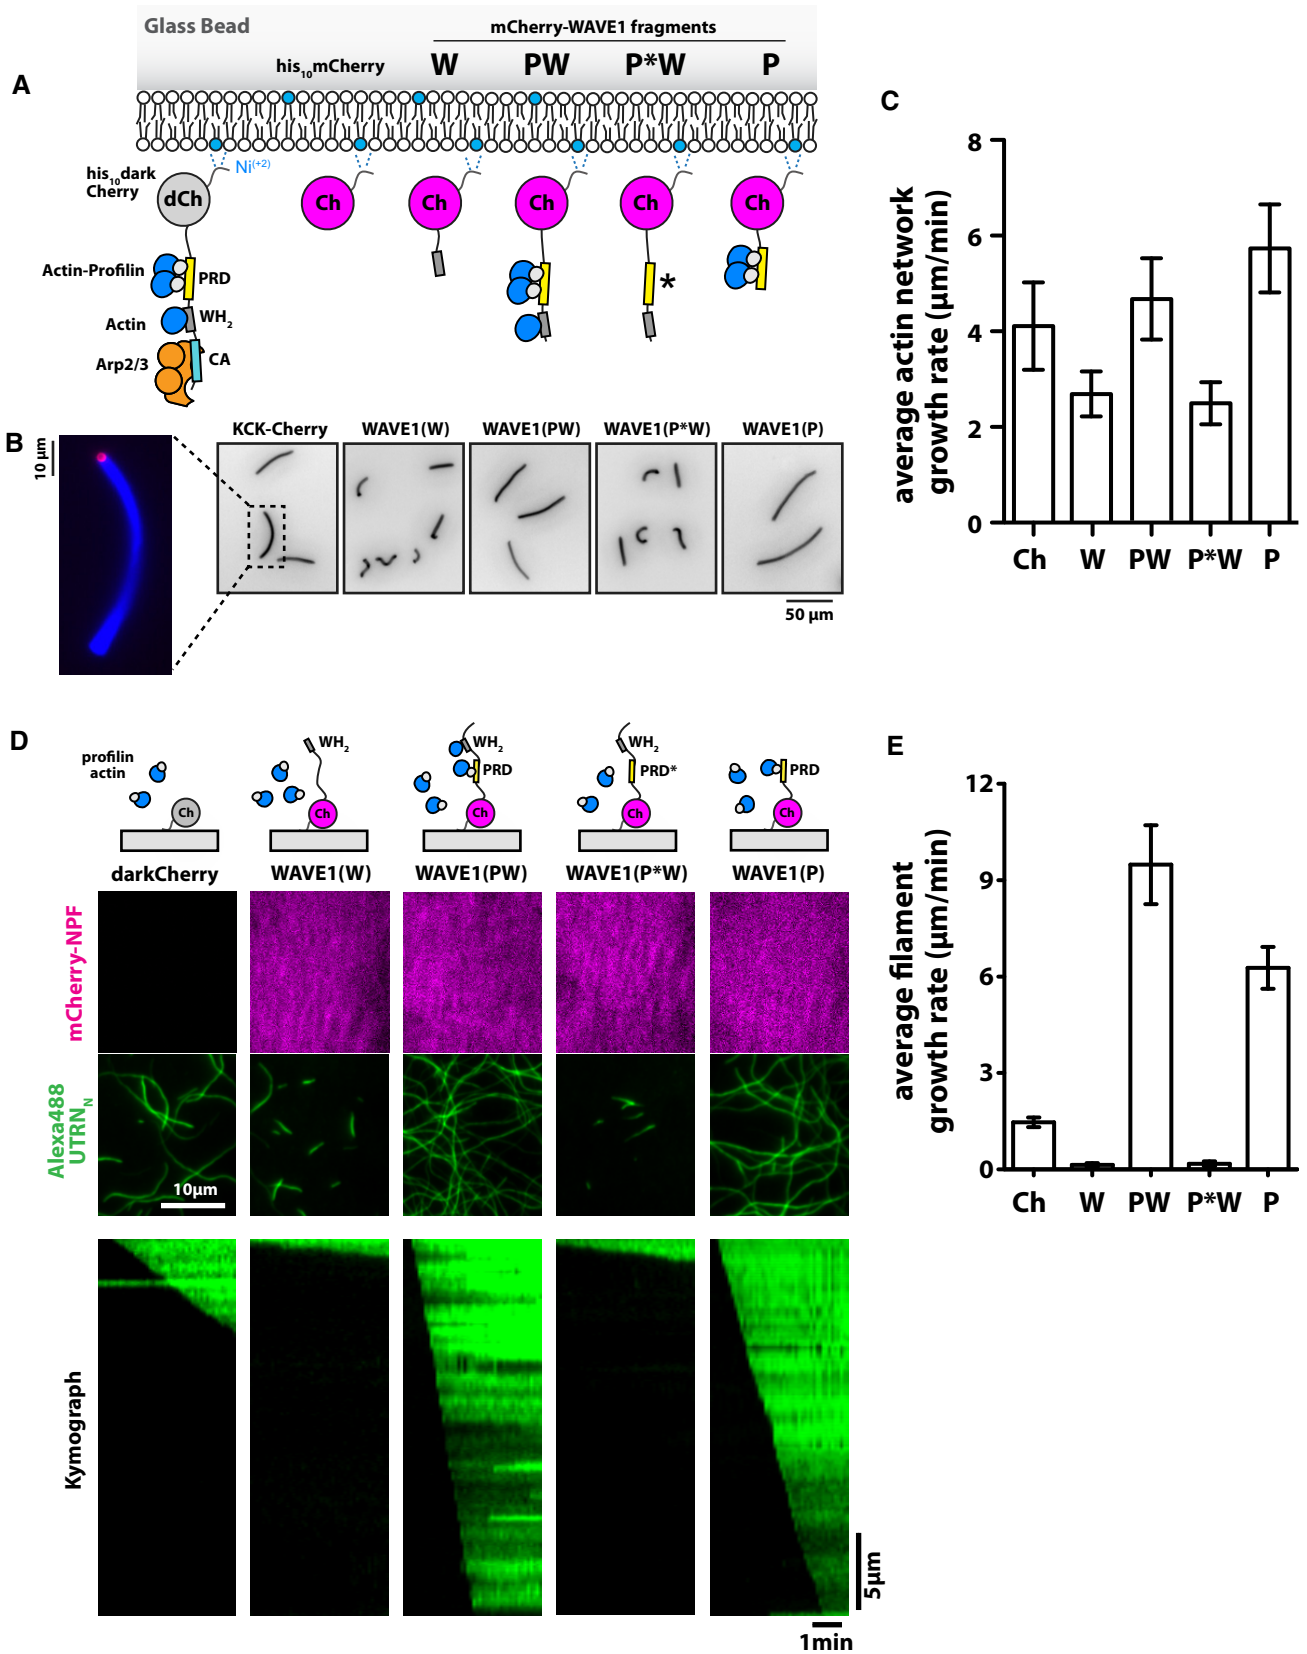 A
Glass Bead
mCherry-WAVE1 fragments
his10mCherry
W
PW
P*W
P
his10dark
Cherry
Ni(+2)
dCh
Ch
Ch
Ch
Ch
Ch
Actin-Profilin
PRD
*
Actin
WH2
Arp2/3
CA
B
10 µm
KCK-Cherry
WAVE1(W)
WAVE1(PW)
WAVE1(P*W)
WAVE1(P)
50 µm
C
average actin network
growth rate (µm/min)
8
6
4
2
0
Ch
W
PW
P*W
P
D
profilin
actin
Ch
WH2
Ch
WH2
PRD
Ch
WH2
PRD*
Ch
PRD
Ch
darkCherry
WAVE1(W)
WAVE1(PW)
WAVE1(P*W)
WAVE1(P)
mCherry-NPF
Alexa488
UTRNN
10µm
Kymograph
5µm
1min
E
average filament
growth rate (µm/min)
12
9
6
3
0
Ch
W
PW
P*W
P